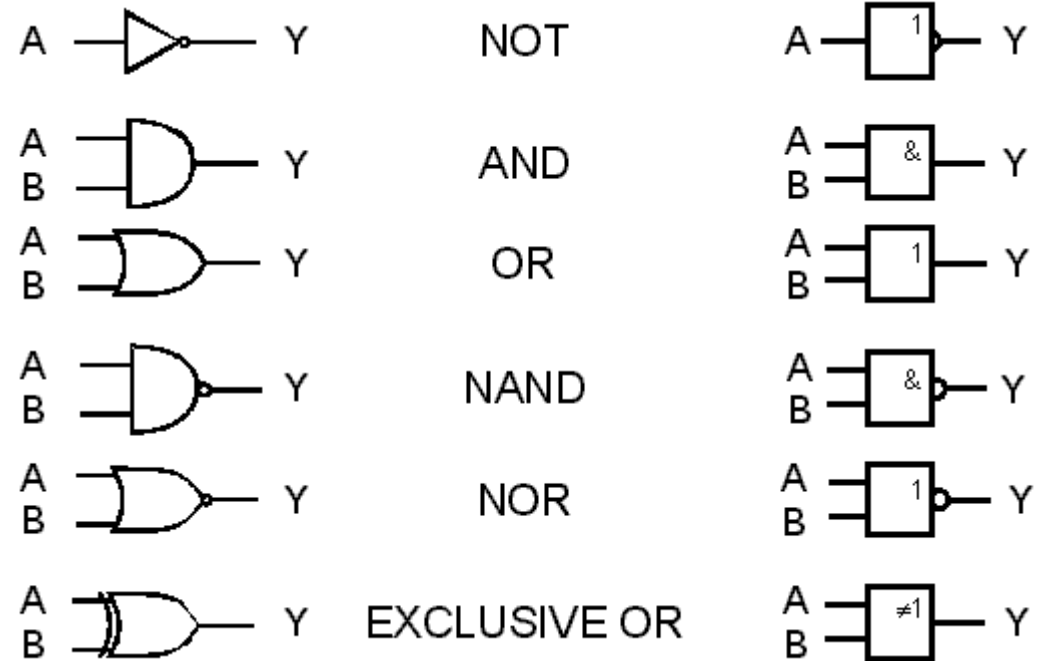 A Y NOT A 1 Y
A
B Y AND A
B & Y
A
B Y OR A
B 1 Y
A
B Y NAND A
B & Y
A
B Y NOR A
B 1 Y
A
B Y EXCLUSIVE OR A
B ≠1 Y